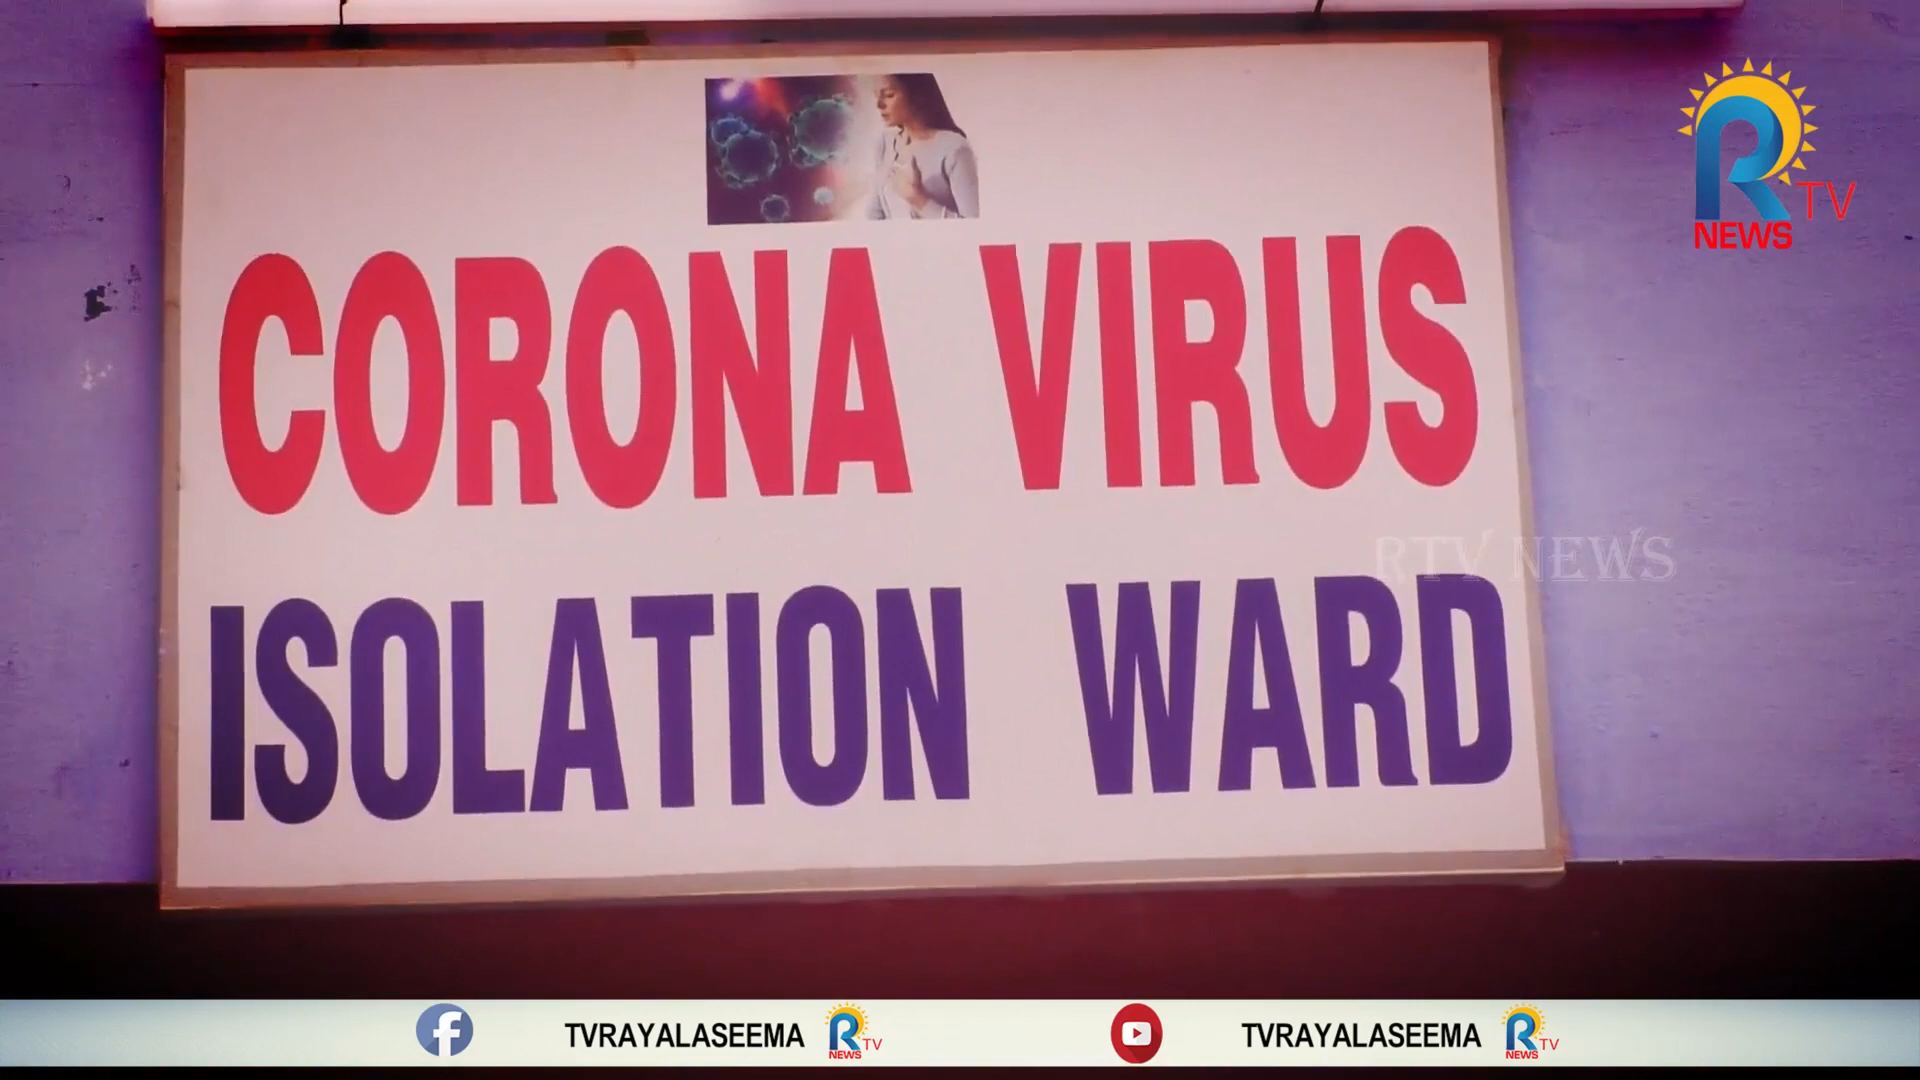 R TV
NEWS
CORONA VIRUS
RTV NEWS
ISOLATION WARD
TVRAYALASEEMA R TV NEWS
TVRAYALASEEMA R TV NEWS